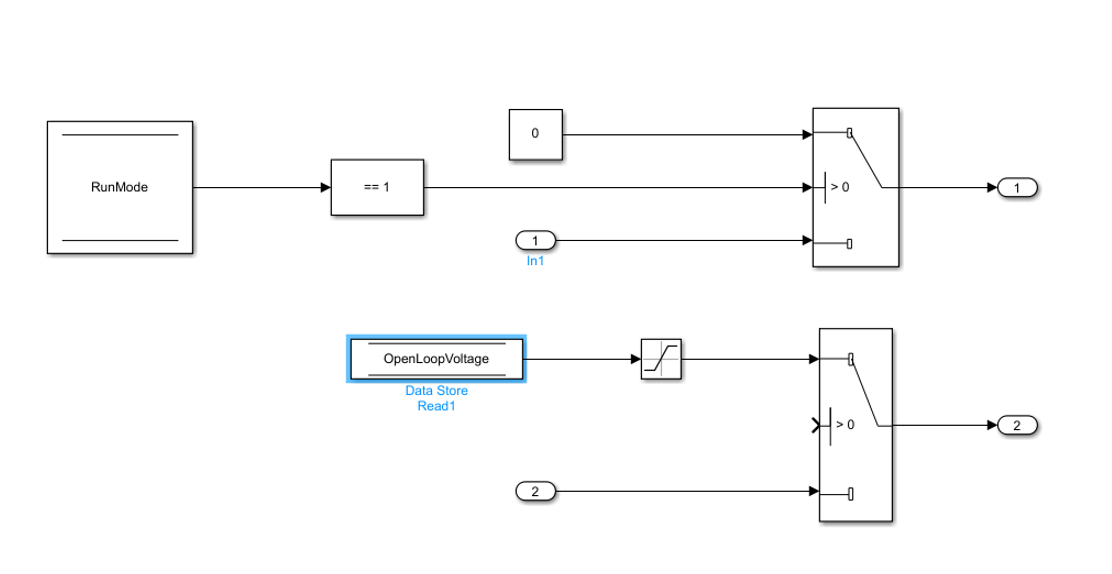 0
RunMode
== 1
> 0
1
1
In1
OpenLoopVoltage
Data Store
Read1
> 0
2
2